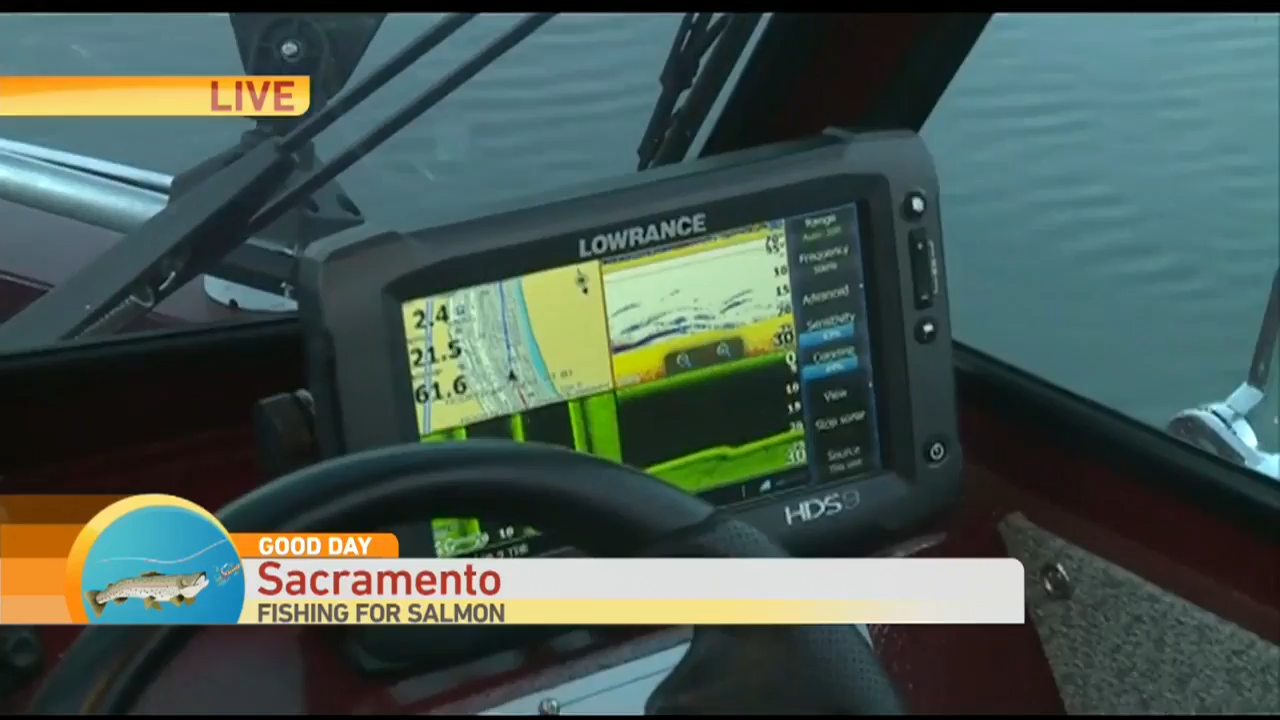 LIVE
LOWRANCE
2.4
21.5
61.6
Range
Frequency
Advanced
Sensitivity
View
Stop sonar
Source
HDS9
GOOD DAY
Sacramento
FISHING FOR SALMON